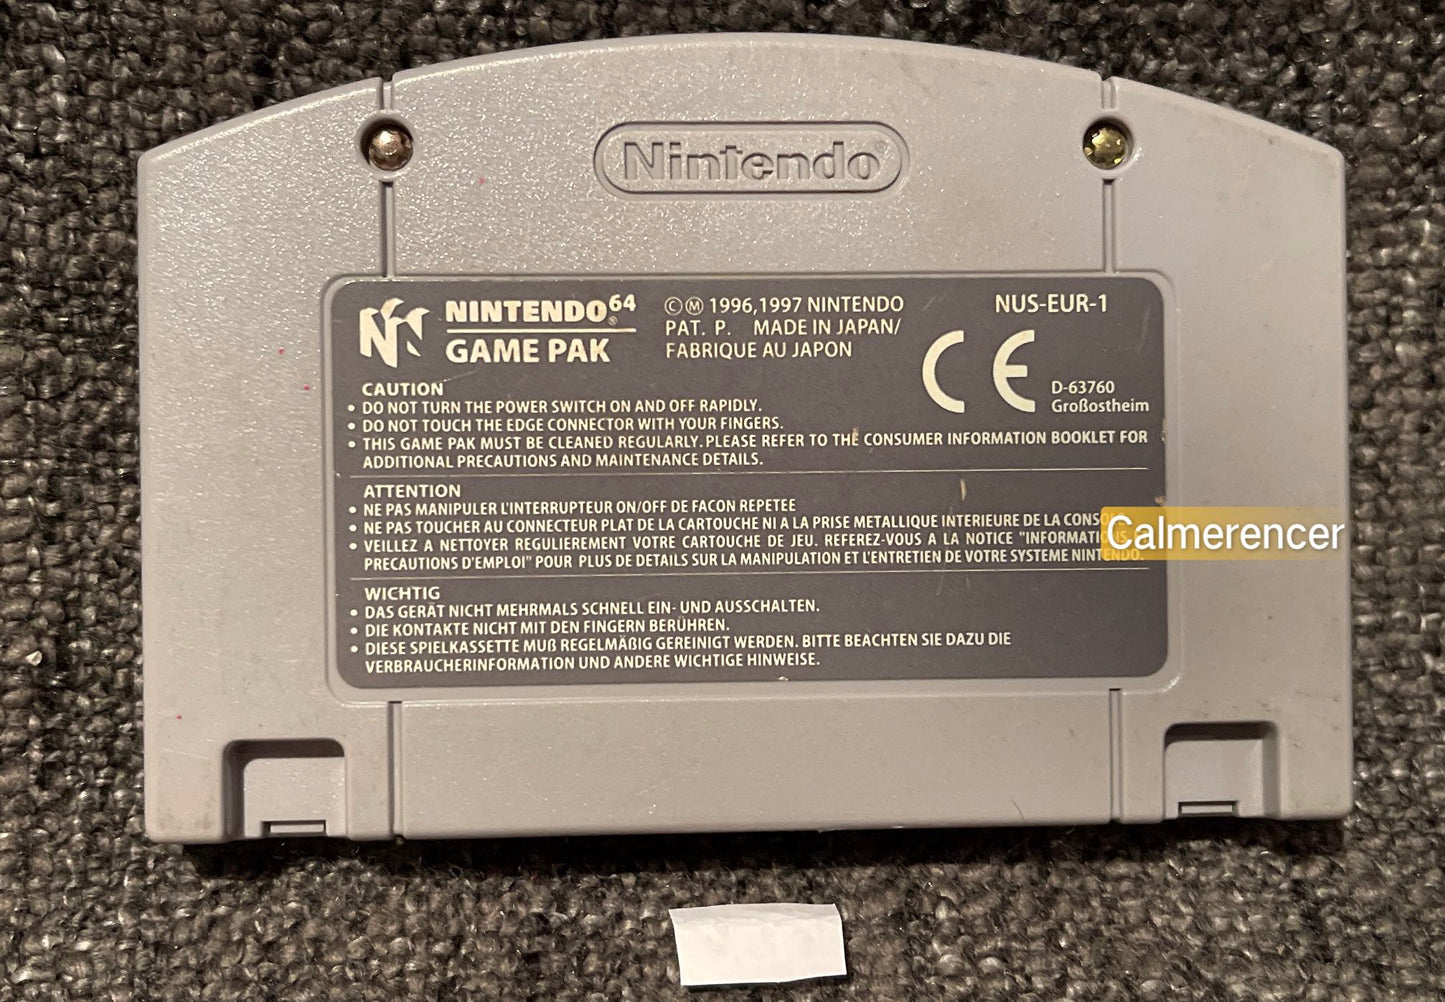 Nintendo®
NINTENDO⁶⁴®
GAME PAK
©Ⓜ 1996,1997 NINTENDO
PAT. P. MADE IN JAPAN/
FABRIQUE AU JAPON
NUS-EUR-1
CE
D-63760
Großostheim
CAUTION
• DO NOT TURN THE POWER SWITCH ON AND OFF RAPIDLY.
• DO NOT TOUCH THE EDGE CONNECTOR WITH YOUR FINGERS.
• THIS GAME PAK MUST BE CLEANED REGULARLY. PLEASE REFER TO THE CONSUMER INFORMATION BOOKLET FOR
ADDITIONAL PRECAUTIONS AND MAINTENANCE DETAILS.
ATTENTION
• NE PAS MANIPULER L'INTERRUPTEUR ON/OFF DE FACON REPETEE
• NE PAS TOUCHER AU CONNECTEUR PLAT DE LA CARTOUCHE NI A LA PRISE METALLIQUE INTERIEURE DE LA
• VEILLEZ A NETTOYER REGULIEREMENT VOTRE CARTOUCHE DE JEU. REFEREZ-VOUS A LA NOTICE
PRECAUTIONS D'EMPLOI" POUR PLUS DE DETAILS SUR LA MANIPULATION ET L'ENTRETIEN DE VOTRE SYSTEME NINTENDO.
Calmerencer
WICHTIG
• DAS GERÄT NICHT MEHRMALS SCHNELL EIN- UND AUSSCHALTEN.
• DIE KONTAKTE NICHT MIT DEN FINGERN BERÜHREN.
• DIESE SPIELKASSETTE MUß REGELMÄßIG GEREINIGT WERDEN. BITTE BEACHTEN SIE DAZU DIE
VERBRAUCHERINFORMATION UND ANDERE WICHTIGE HINWEISE.